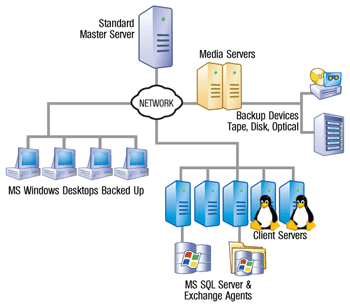 Standard
Master Server
Media Servers
NETWORK
Backup Devices
Tape, Disk, Optical
MS Windows Desktops Backed Up
Client Servers
MS SQL Server &
Exchange Agents